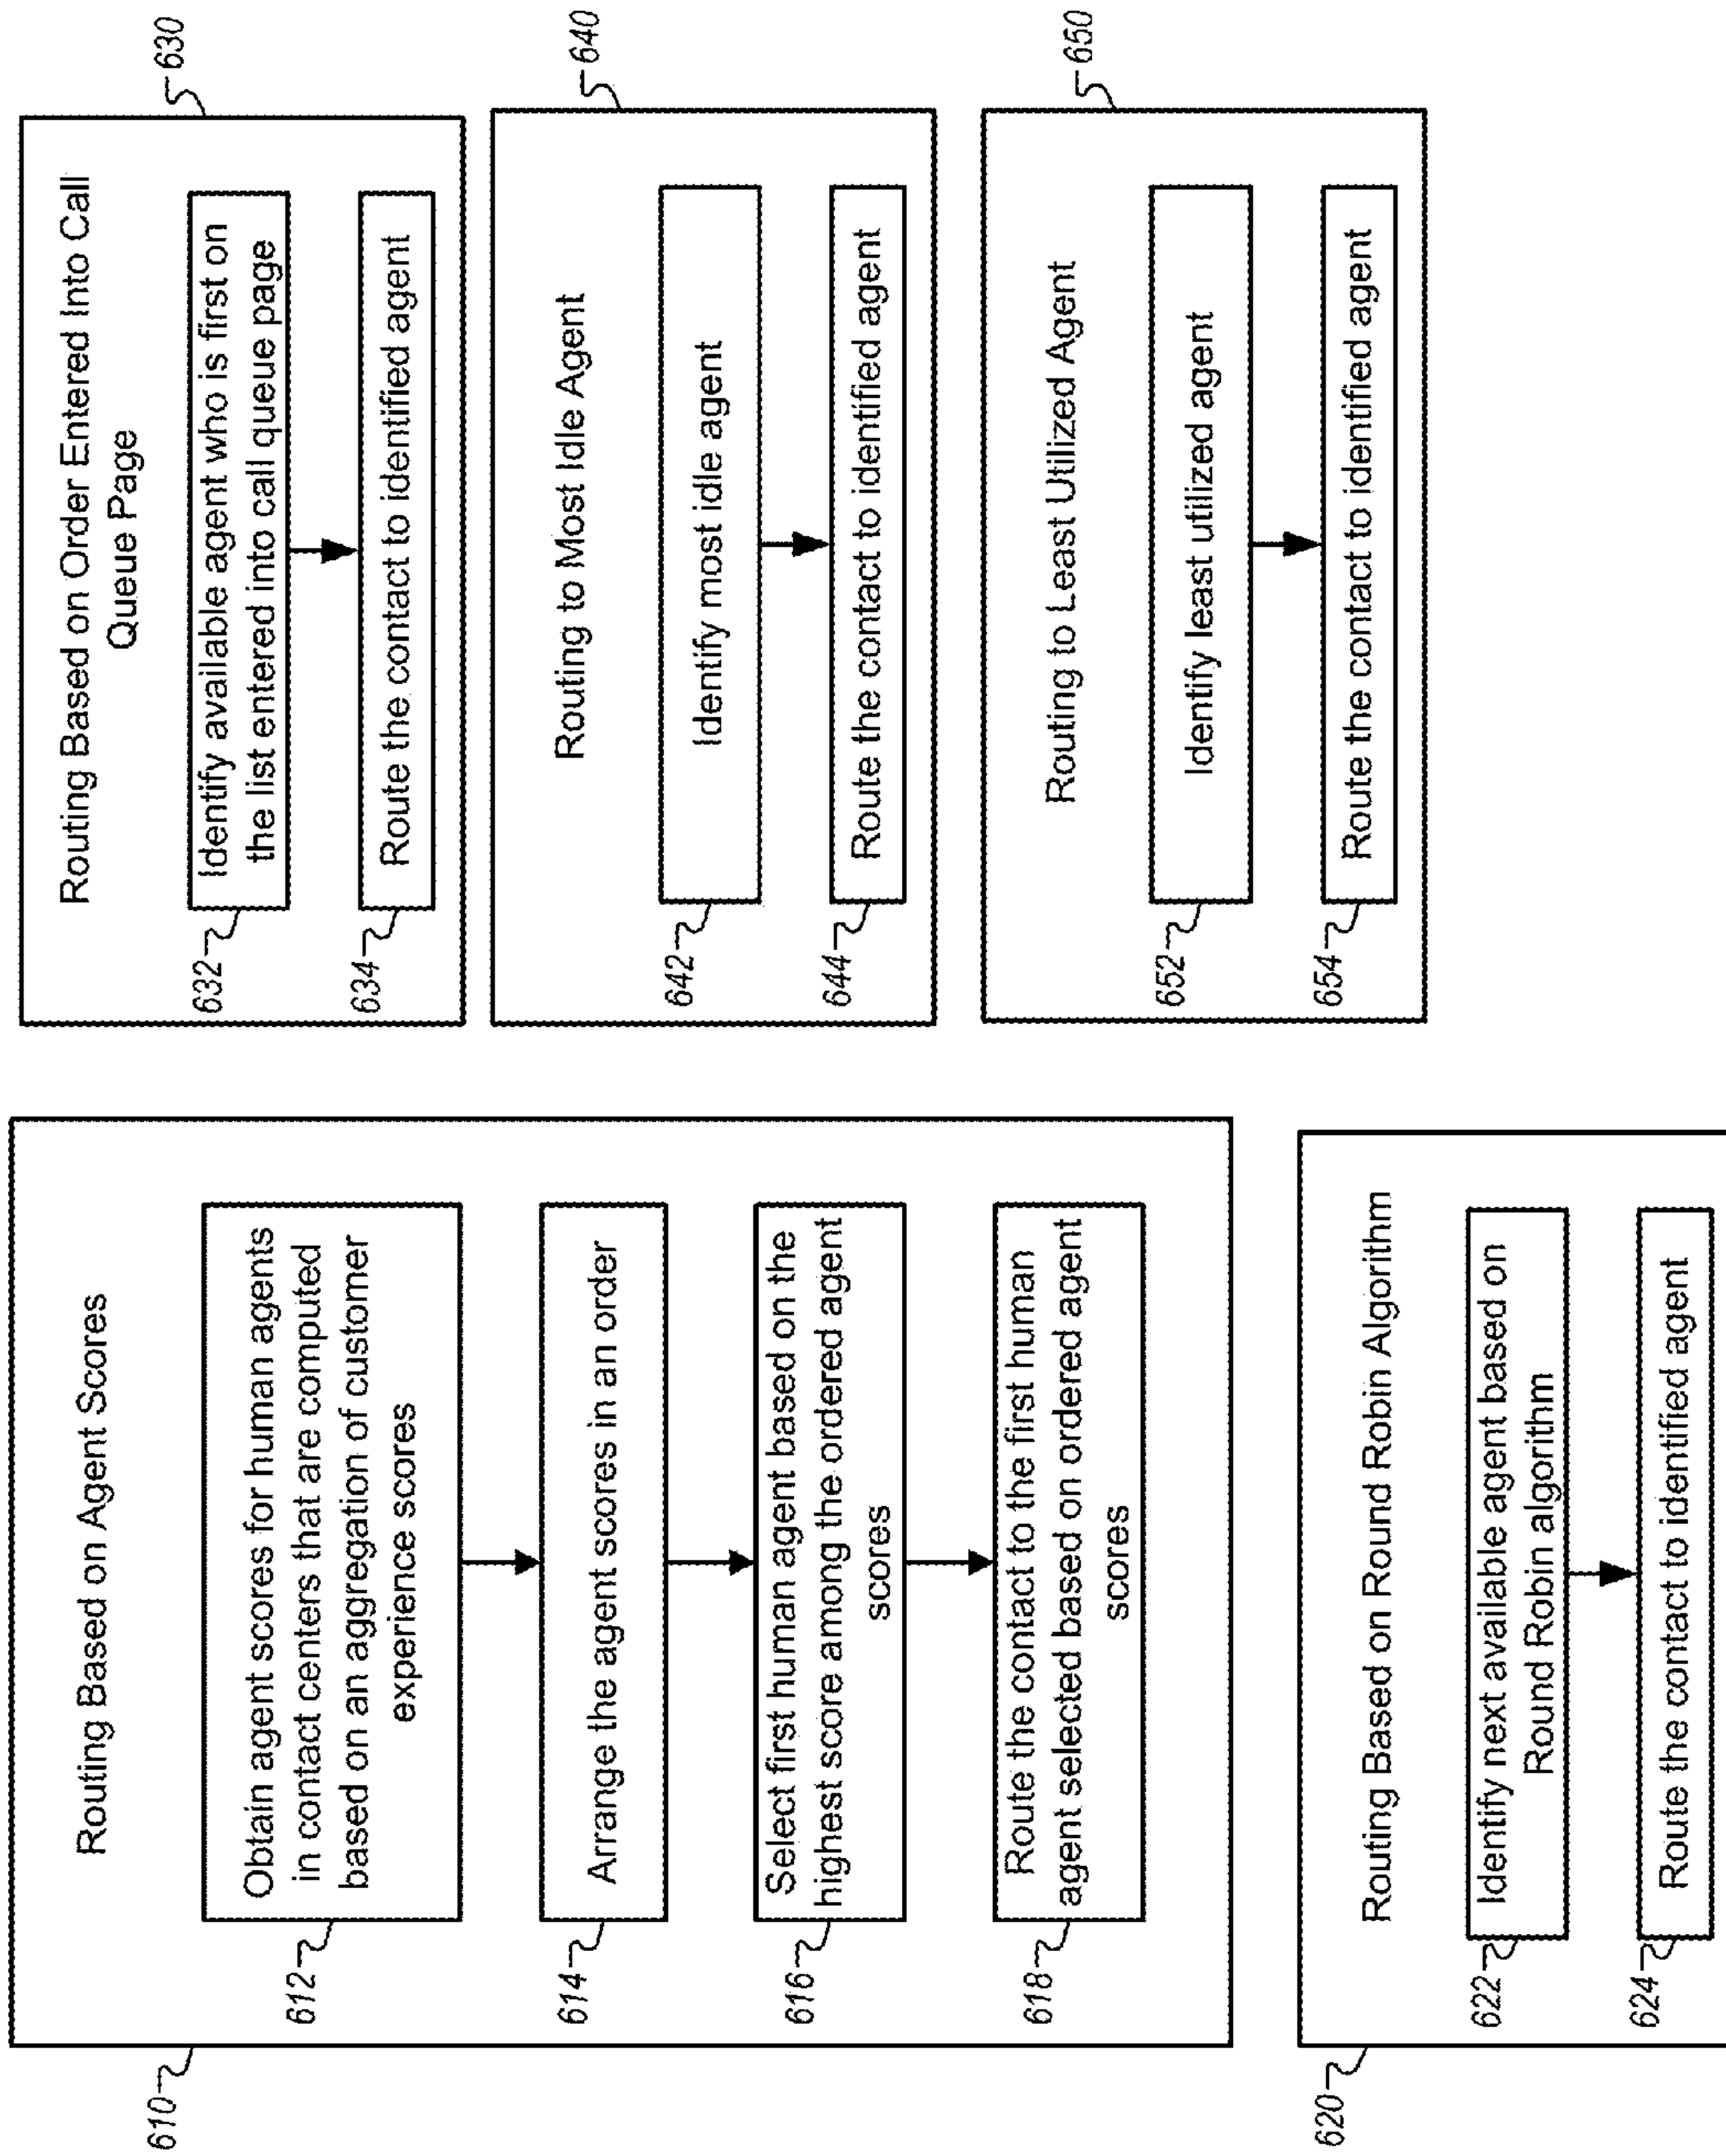 610
Routing Based on Agent Scores
612
Obtain agent scores for human agents
in contact centers that are computed
based on an aggregation of customer
experience scores
614
Arrange the agent scores in an order
616
Select first human agent based on the
highest score among the ordered agent
scores
618
Route the contact to the first human
agent selected based on ordered agent
scores
620
Routing Based on Round Robin Algorithm
622
Identify next available agent based on
Round Robin algorithm
624
Route the contact to identified agent
630
Routing Based on Order Entered Into Call
Queue Page
632
Identify available agent who is first on
the list entered into call queue page
634
Route the contact to identified agent
640
Routing to Most Idle Agent
642
Identify most idle agent
644
Route the contact to identified agent
650
Routing to Least Utilized Agent
652
Identify least utilized agent
654
Route the contact to identified agent